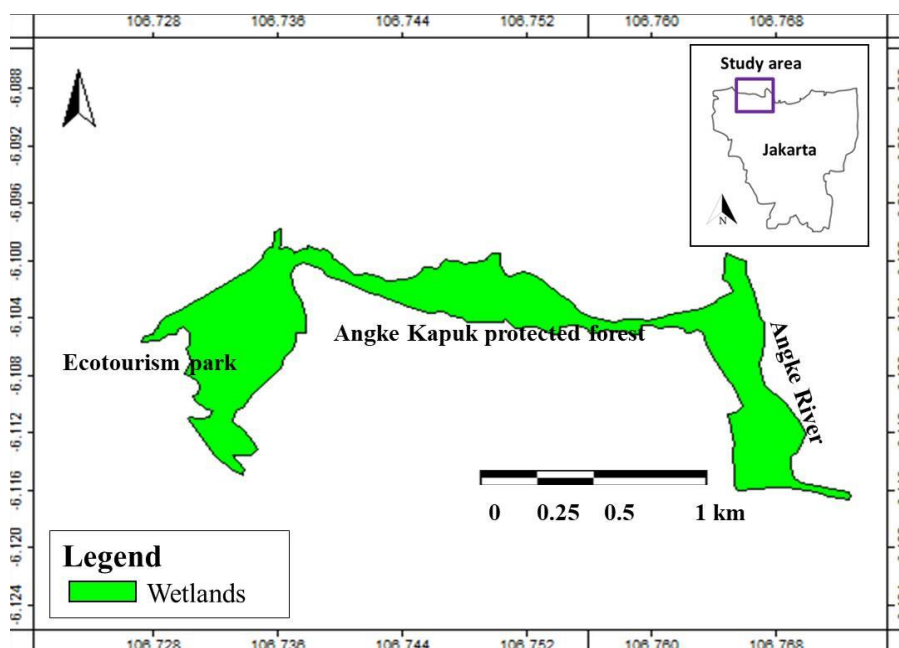 106.728 106.736 106.744 106.752 106.760 106.768
-6.088
-6.092
-6.096
-6.100
-6.104
-6.108
-6.112
-6.116
-6.120
-6.124
Study area
Jakarta
N
Ecotourism park
Angke Kapuk protected forest
Angke River
0 0.25 0.5 1 km
Legend
Wetlands
106.728 106.736 106.744 106.752 106.760 106.768